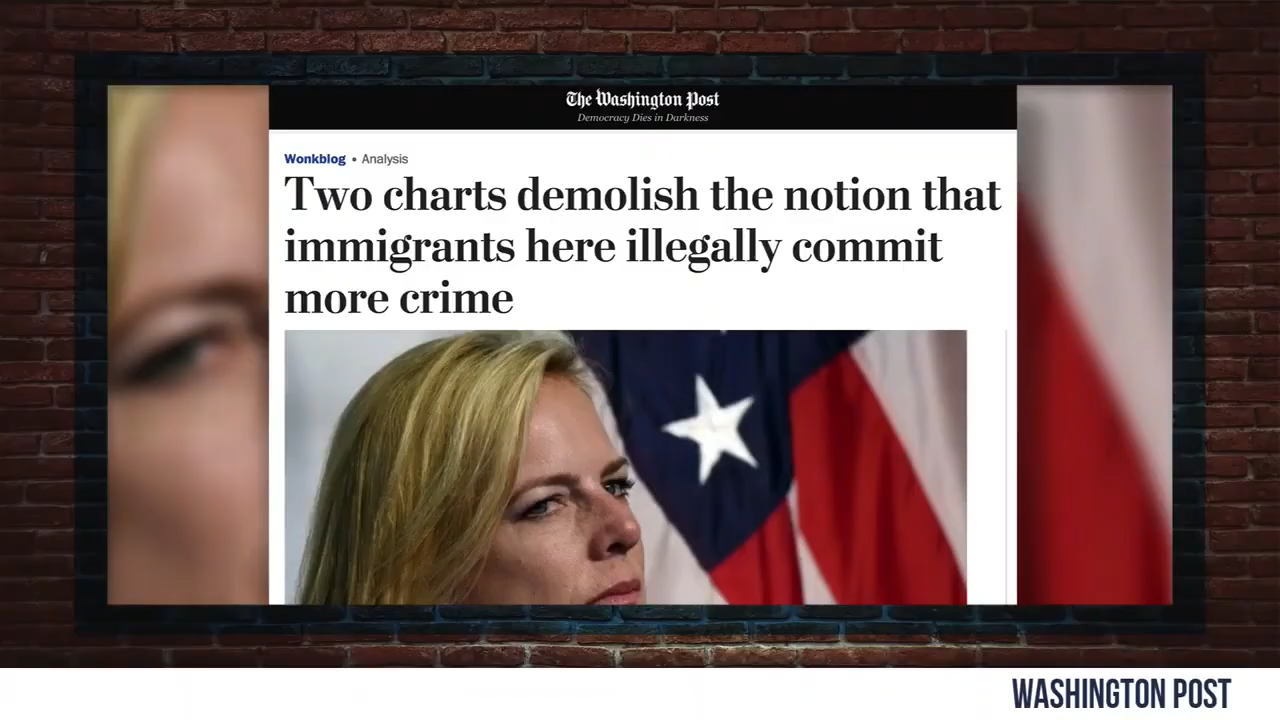 The Washington Post
Democracy Dies in Darkness
Wonkblog • Analysis
Two charts demolish the notion that
immigrants here illegally commit
more crime
WASHINGTON POST